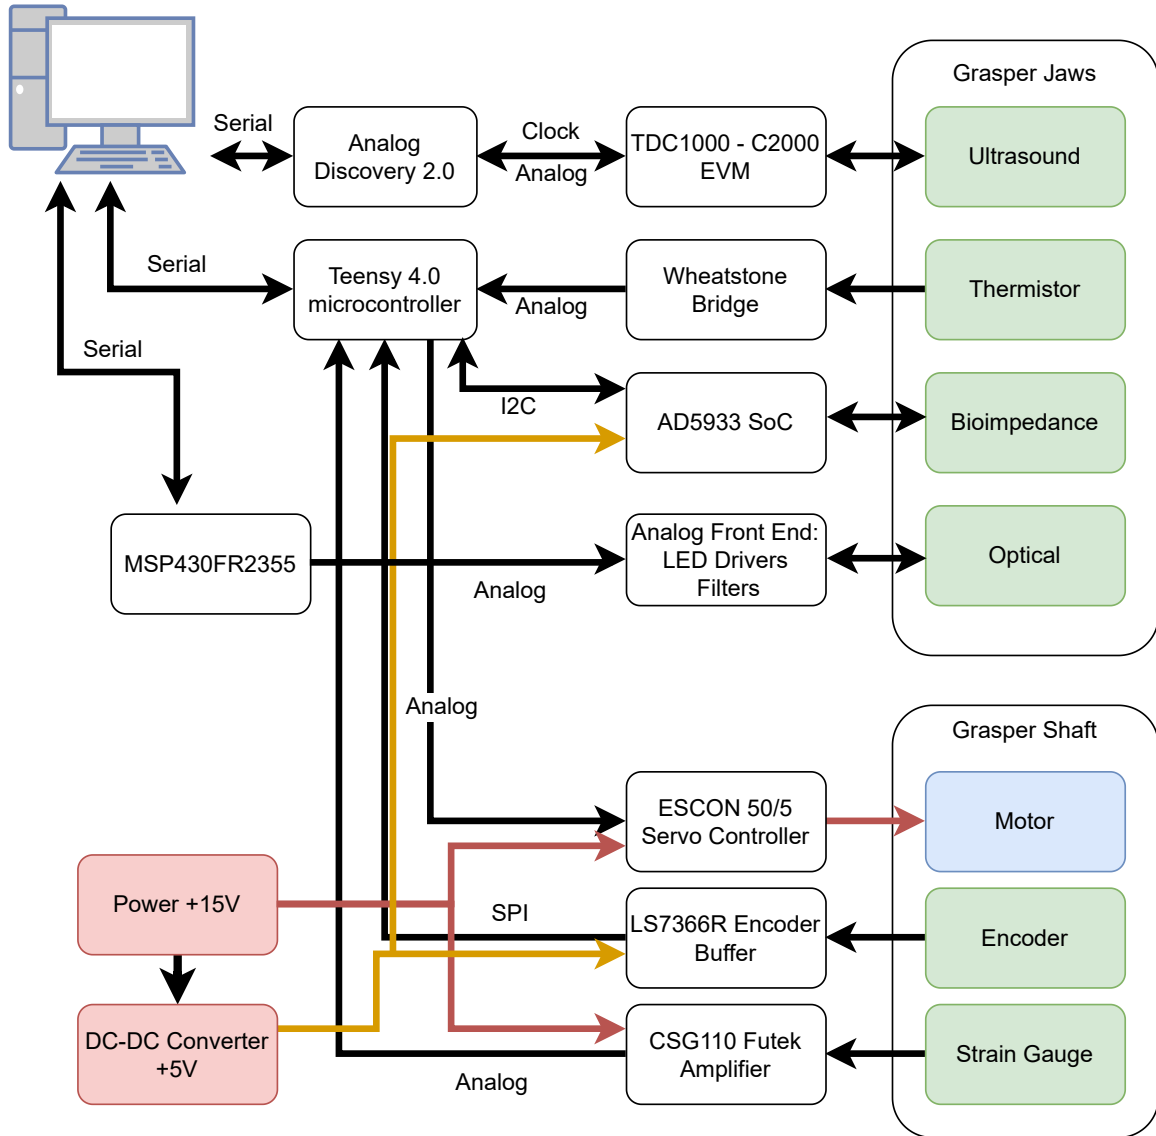 Grasper Jaws
Serial
Analog
Discovery 2.0
Clock
Analog
TDC1000 - C2000
EVM
Ultrasound
Serial
Teensy 4.0
microcontroller
Analog
Wheatstone
Bridge
Thermistor
Serial
I2C
AD5933 SoC
Bioimpedance
MSP430FR2355
Analog
Analog Front End:
LED Drivers
Filters
Optical
Analog
Grasper Shaft
ESCON 50/5
Servo Controller
Motor
Power +15V
SPI
LS7366R Encoder
Buffer
Encoder
DC-DC Converter
+5V
Analog
CSG110 Futek
Amplifier
Strain Gauge